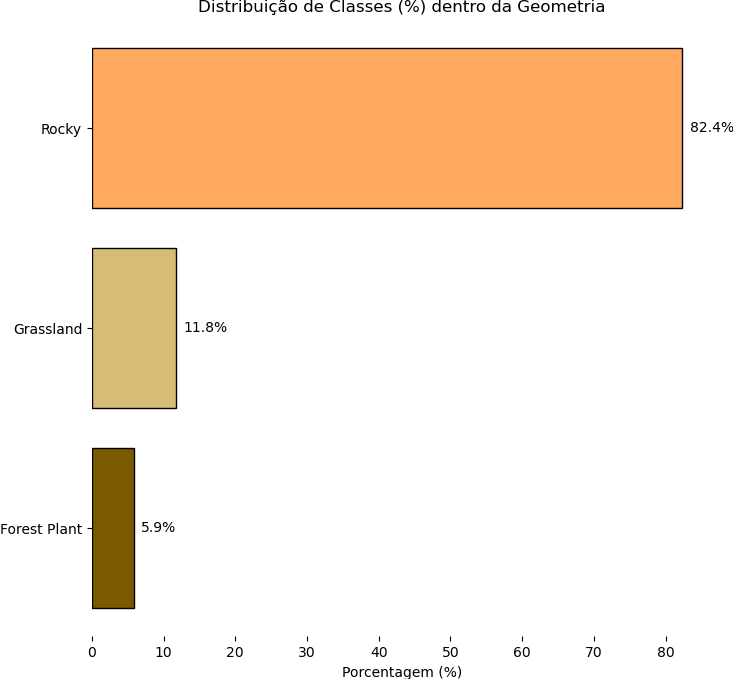 Distribuição de Classes (%) dentro da Geometria
Rocky
82.4%
Grassland
11.8%
Forest Plant
5.9%
0 10 20 30 40 50 60 70 80
Porcentagem (%)